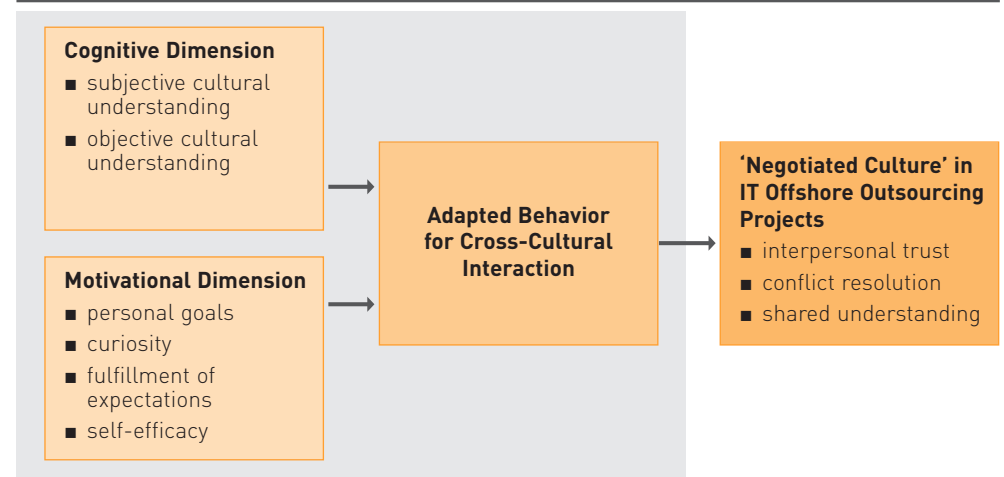 Cognitive Dimension
■ subjective cultural
understanding
■ objective cultural
understanding
Motivational Dimension
■ personal goals
■ curiosity
■ fulfillment of
expectations
■ self-efficacy
Adapted Behavior
for Cross-Cultural
Interaction
‘Negotiated Culture’ in
IT Offshore Outsourcing
Projects
■ interpersonal trust
■ conflict resolution
■ shared understanding